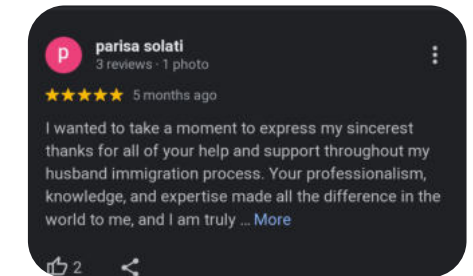 p
parisa solati
3 reviews · 1 photo
5 months ago
I wanted to take a moment to express my sincerest
thanks for all of your help and support throughout my
husband immigration process. Your professionalism,
knowledge, and expertise made all the difference in the
world to me, and I am truly ... More
2